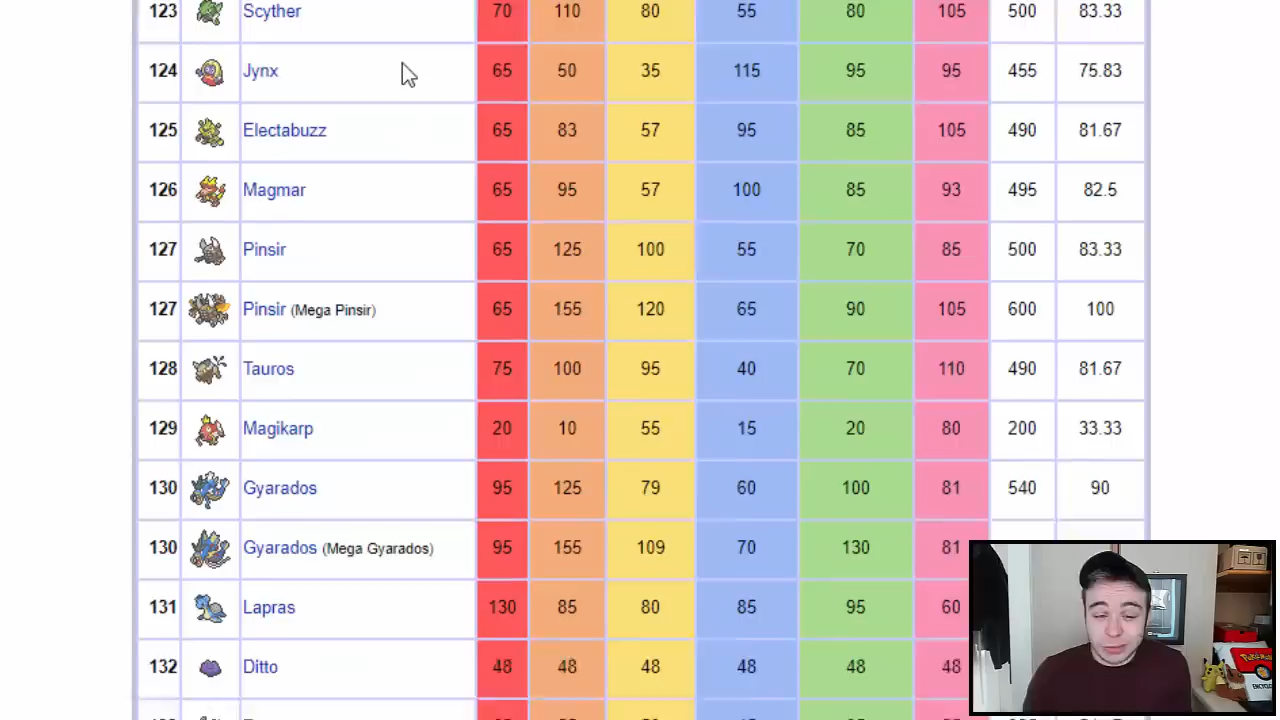 123 Scyther 70 110 80 55 80 105 500 83.33
124 Jynx 65 50 35 115 95 95 455 75.83
125 Electabuzz 65 83 57 95 85 105 490 81.67
126 Magmar 65 95 57 100 85 93 495 82.5
127 Pinsir 65 125 100 55 70 85 500 83.33
127 Pinsir (Mega Pinsir) 65 155 120 65 90 105 600 100
128 Tauros 75 100 95 40 70 110 490 81.67
129 Magikarp 20 10 55 15 20 80 200 33.33
130 Gyarados 95 125 79 60 100 81 540 90
130 Gyarados (Mega Gyarados) 95 155 109 70 130 81
131 Lapras 130 85 80 85 95 60
132 Ditto 48 48 48 48 48 48